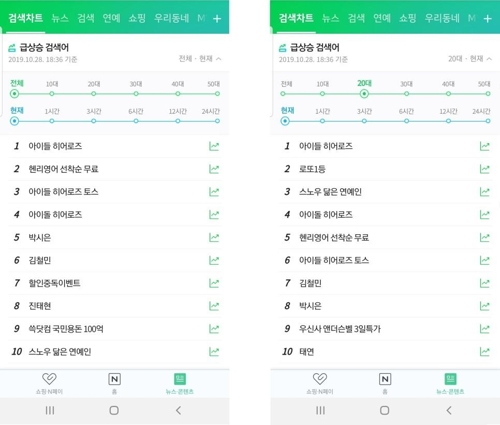 검색차트 뉴스 검색 연예 쇼핑 우리동네
급상승 검색어
2019.10.28. 18:36 기준
전체 · 현재
전체 10대 20대 30대 40대 50대
현재 1시간 3시간 6시간 12시간 24시간
1 아이들 히어로즈
2 헨리영어 선착순 무료
3 아이들 히어로즈 토스
4 아이돌 히어로즈
5 박시은
6 김철민
7 할인중독이벤트
8 진태현
9 쓱닷컴 국민용돈 100억
10 스노우 닮은 연예인
쇼핑·N페이 홈 뉴스·콘텐츠
검색차트 뉴스 검색 연예 쇼핑 우리동네 M
급상승 검색어
2019.10.28. 18:36 기준
20대 · 현재
전체 10대 20대 30대 40대 50대
현재 1시간 3시간 6시간 12시간 24시간
1 아이들 히어로즈
2 로또1등
3 스노우 닮은 연예인
4 아이돌 히어로즈
5 헨리영어 선착순 무료
6 아이들 히어로즈 토스
7 김철민
8 박시은
9 우신사 앤더슨벨 3일특가
10 태연
쇼핑·N페이 홈 뉴스·콘텐츠